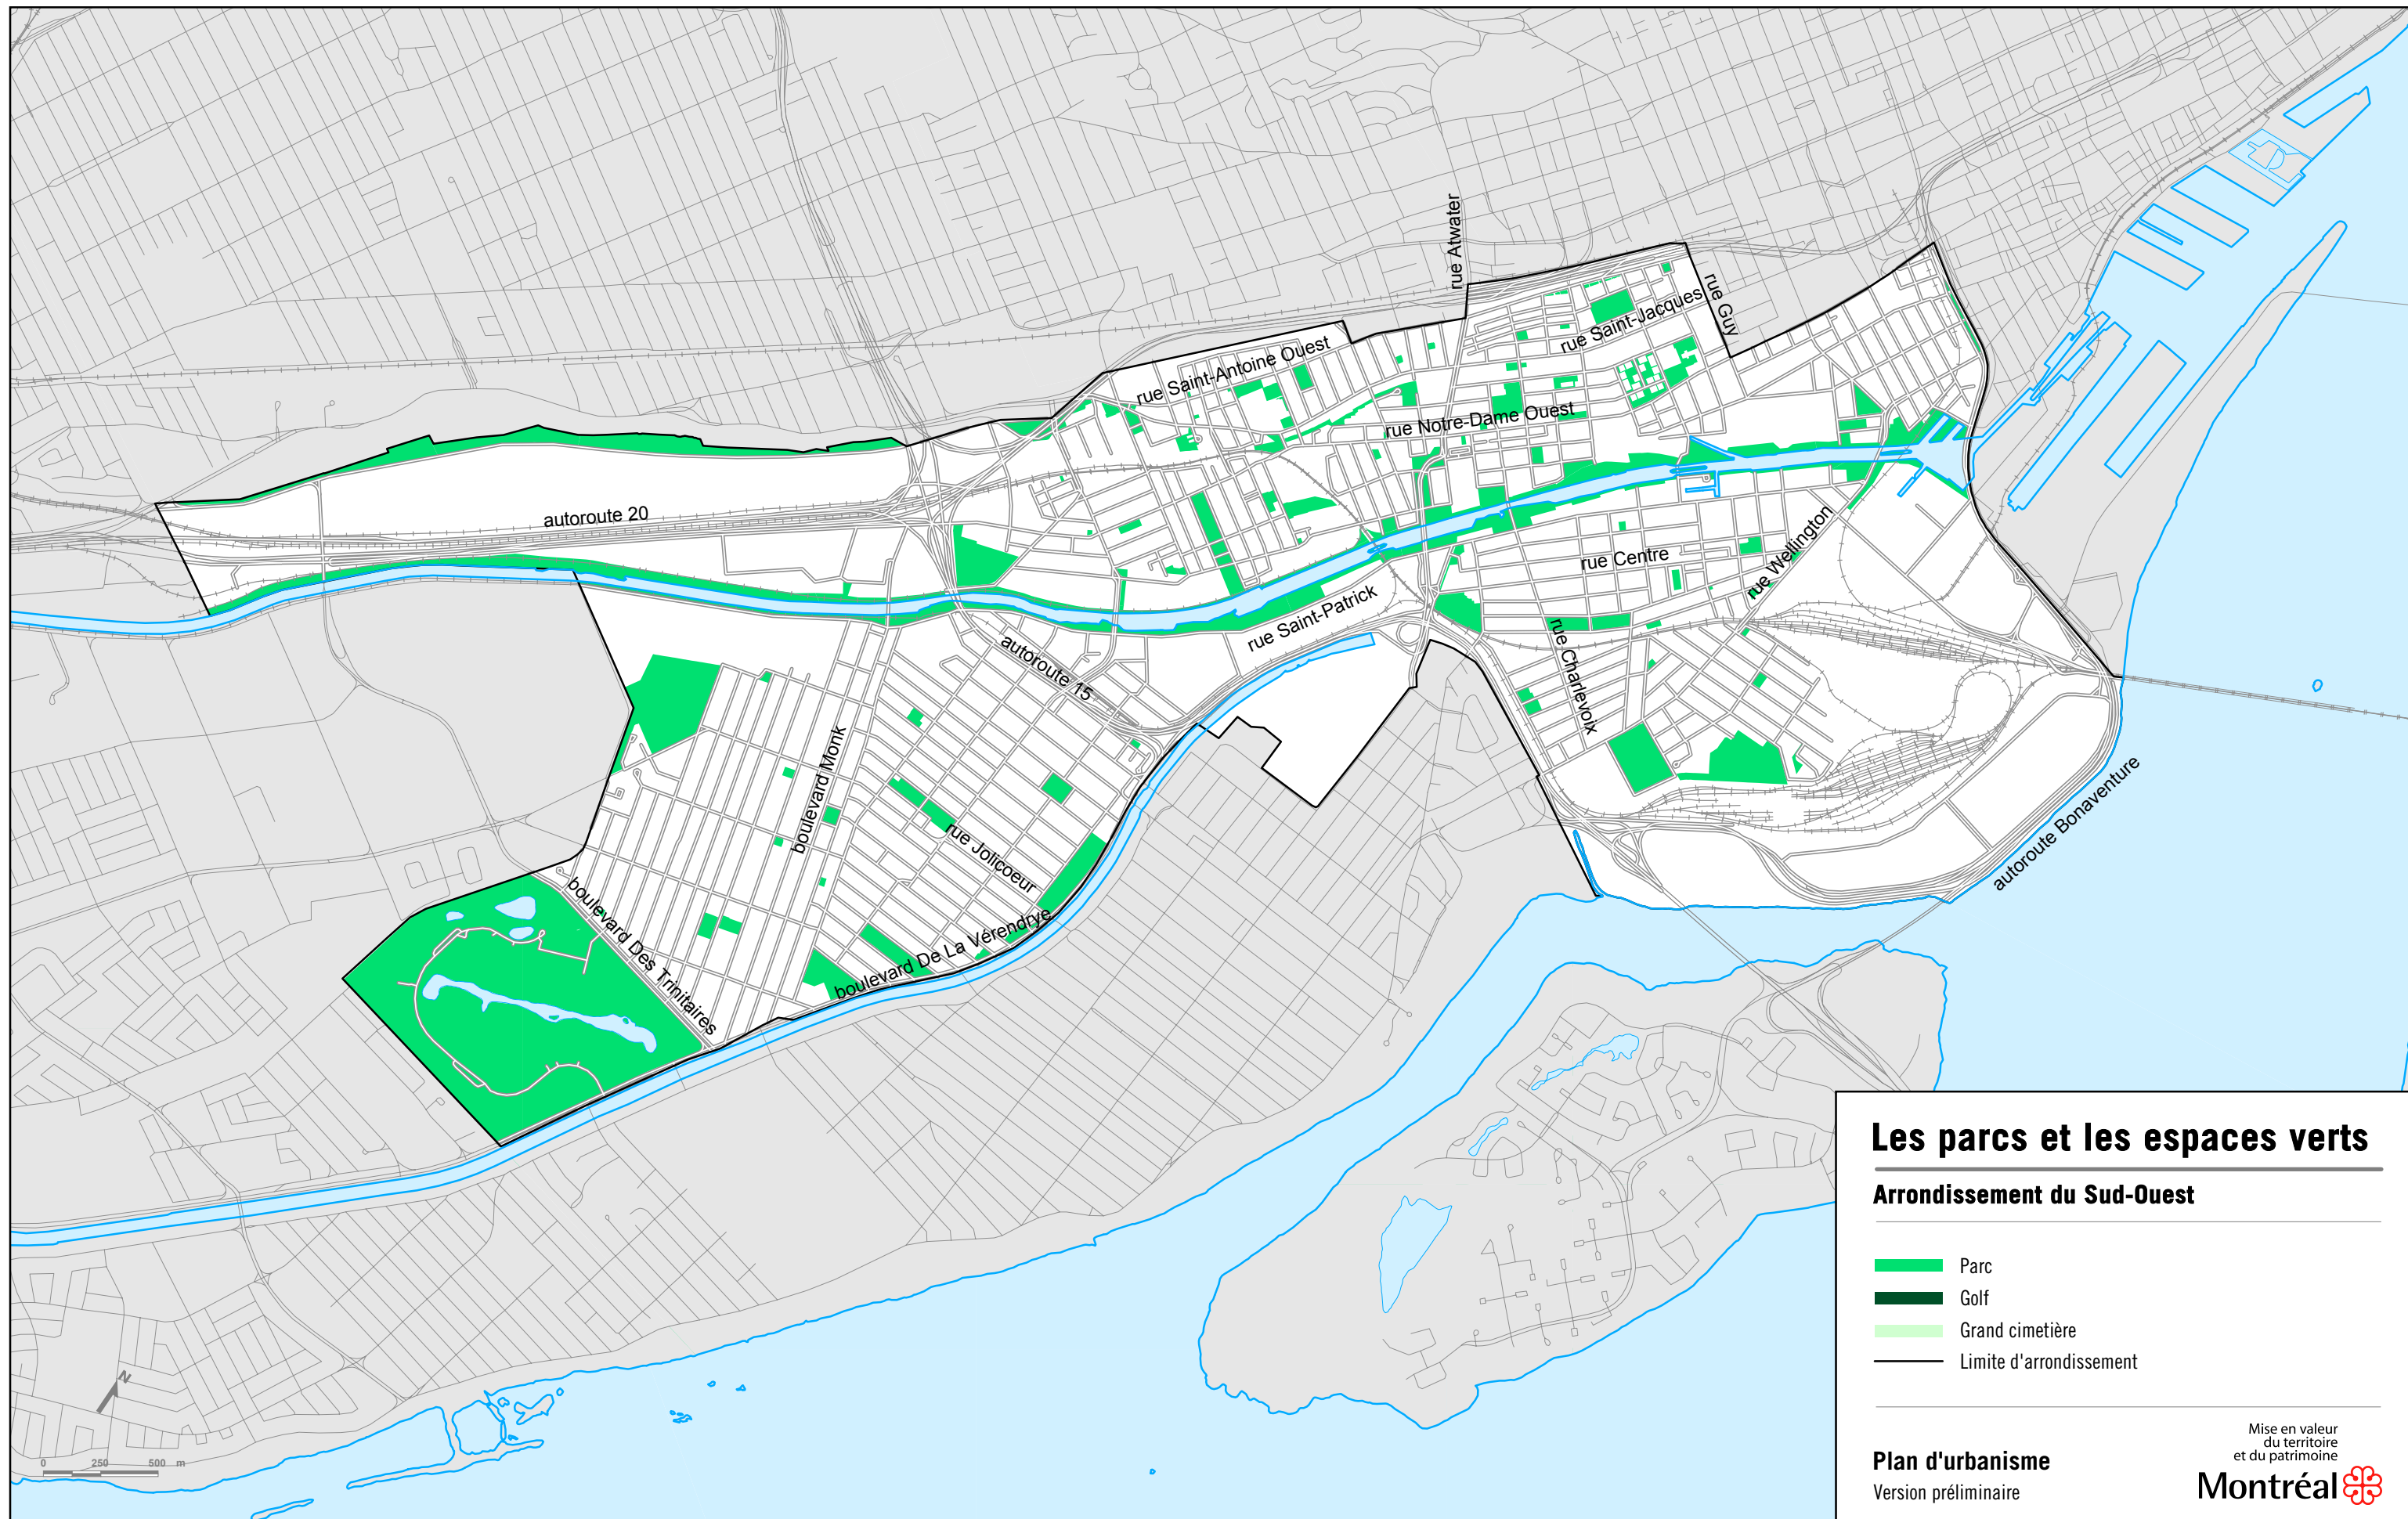 rue Atwater
rue Guy
rue Saint-Jacques
rue Saint-Antoine Ouest
rue Notre-Dame Ouest
autoroute 20
rue Centre
rue Wellington
rue Saint-Patrick
rue Charlevoix
autoroute 15
boulevard Monk
rue Jolicoeur
autoroute Bonaventure
boulevard Des Trinitaires
boulevard De La Vérendrye
N
0 250 500 m
Les parcs et les espaces verts
Arrondissement du Sud-Ouest
Parc
Golf
Grand cimetière
Limite d'arrondissement
Plan d'urbanisme
Version préliminaire
Mise en valeur
du territoire
et du patrimoine
Montréal